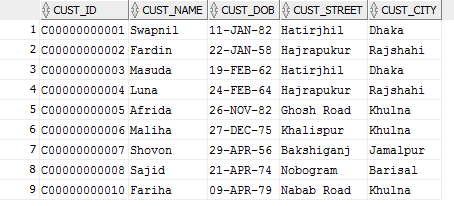 CUST_ID CUST_NAME CUST_DOB CUST_STREET CUST_CITY
1 C00000000001 Swapnil 11-JAN-82 Hatirjhil Dhaka
2 C00000000002 Fardin 22-JAN-58 Hajrapukur Rajshahi
3 C00000000003 Masuda 19-FEB-62 Hatirjhil Dhaka
4 C00000000004 Luna 24-FEB-64 Hajrapukur Rajshahi
5 C00000000005 Afrida 26-NOV-82 Ghosh Road Khulna
6 C00000000006 Maliha 27-DEC-75 Khalispur Khulna
7 C00000000007 Shovon 29-APR-56 Bakshiganj Jamalpur
8 C00000000008 Sajid 21-APR-74 Nobogram Barisal
9 C00000000010 Fariha 09-APR-79 Nabab Road Khulna